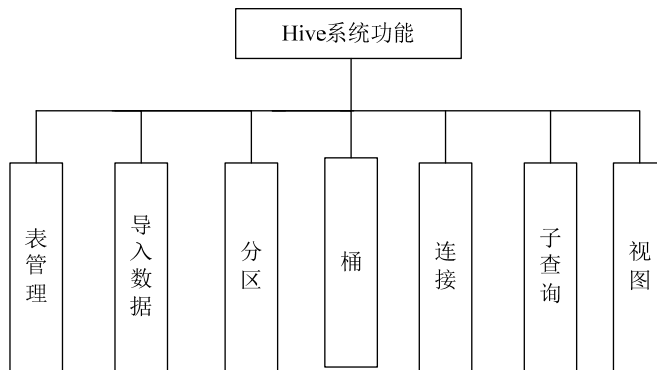 Hive系统功能
表管理
导入数据
分区
桶
连接
子查询
视图